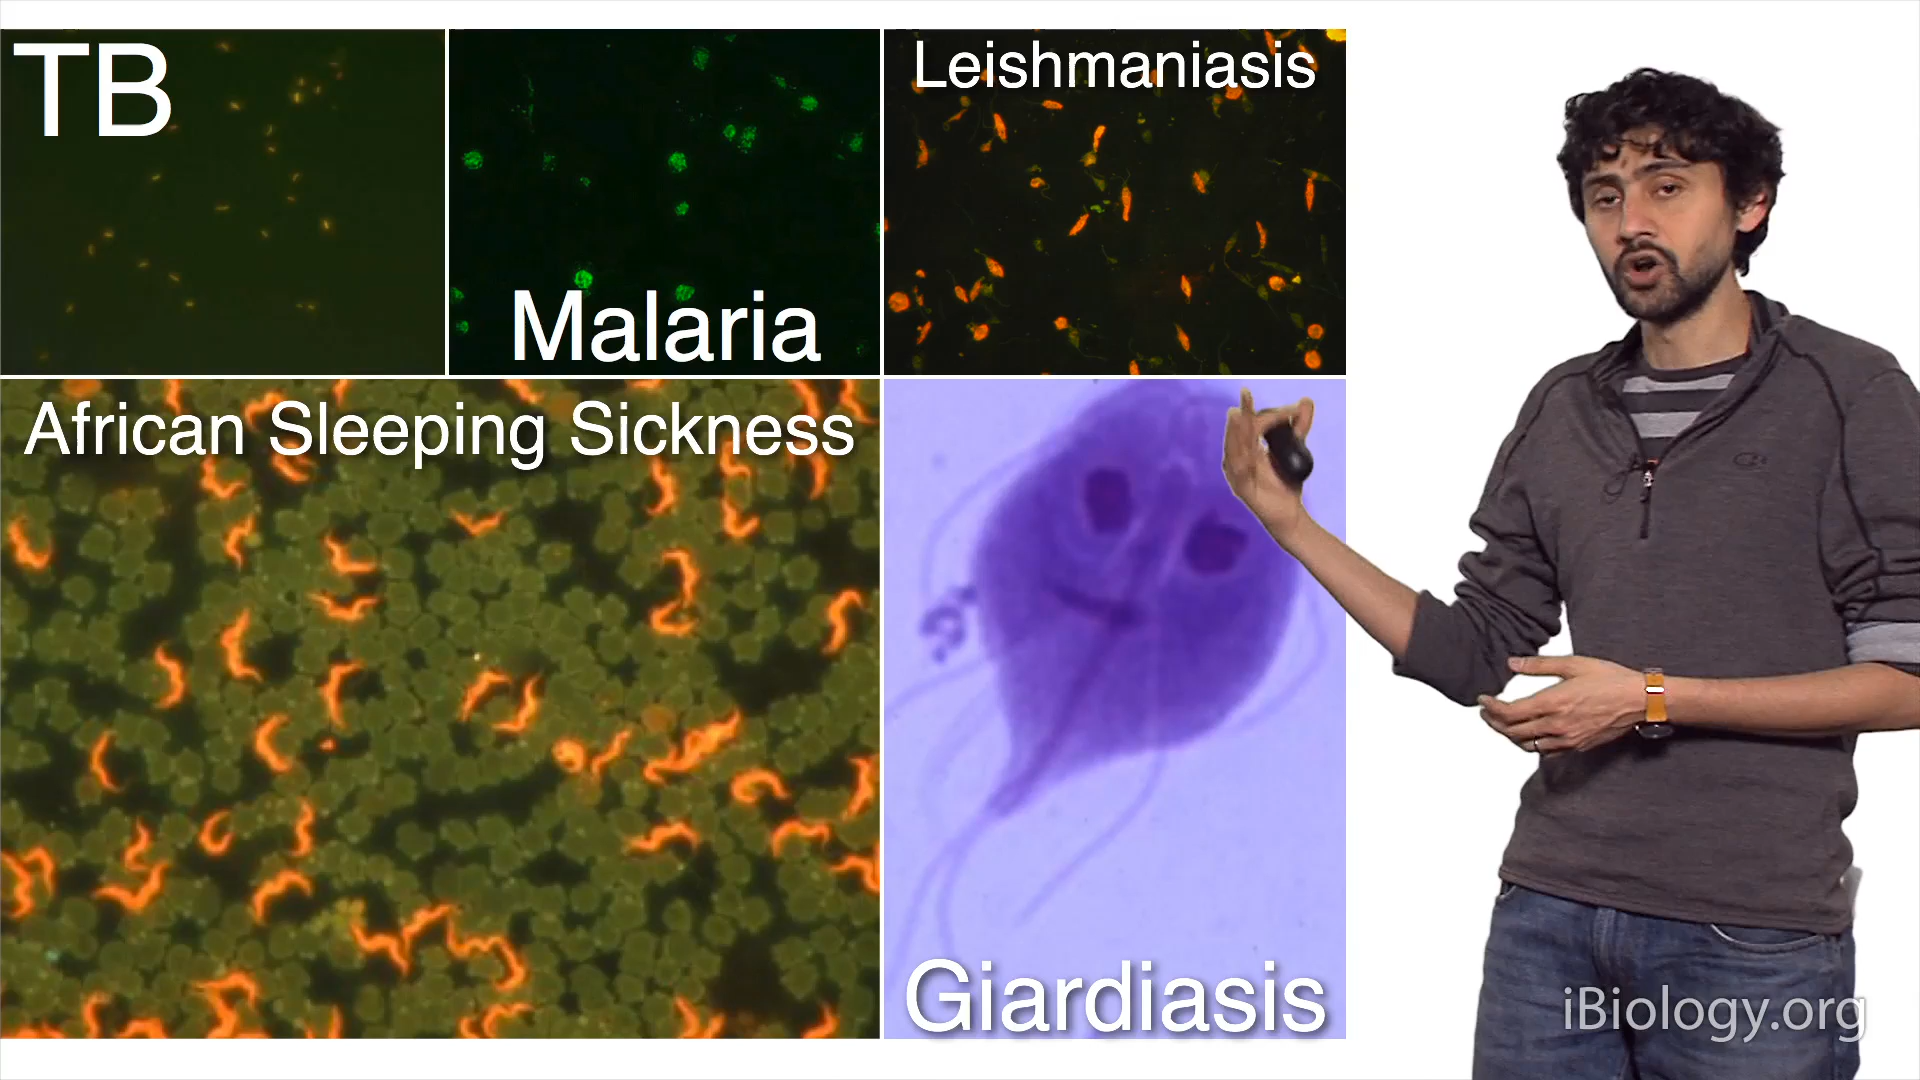 TB
Leishmaniasis
Malaria
African Sleeping Sickness
Giardiasis
iBiology.org